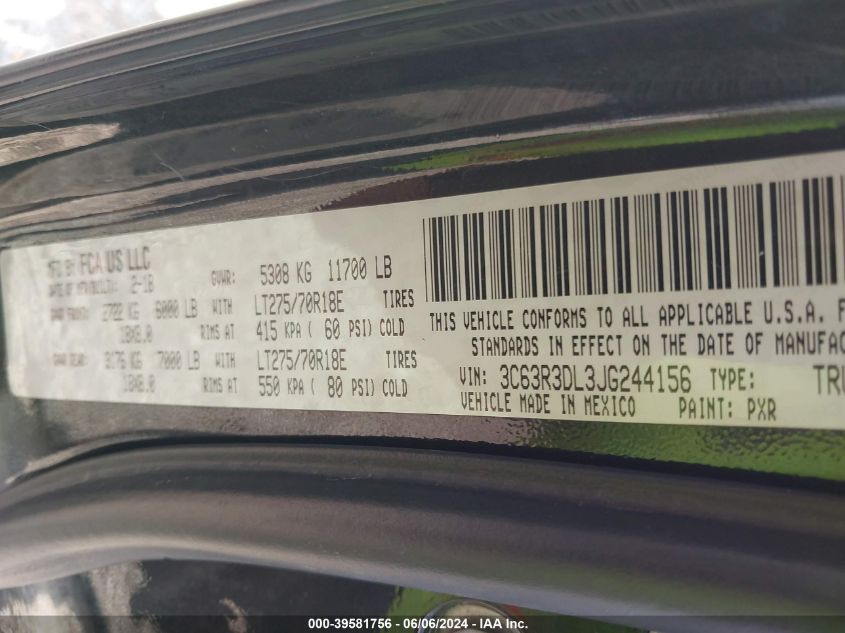 MFD BY FCA US LLC
DATE OF MFR/BUILT: 2-18 GVWR: 5308 KG 11700 LB
GAWR FRONT: 2722 KG 6000 LB WITH LT275/70R18E TIRES
18X8.0 RIMS AT 415 KPA ( 60 PSI) COLD
GAWR REAR: 3176 KG 7000 LB WITH LT275/70R18E TIRES
18X8.0 RIMS AT 550 KPA ( 80 PSI) COLD
THIS VEHICLE CONFORMS TO ALL APPLICABLE U.S.A. F
STANDARDS IN EFFECT ON THE DATE OF MANUFAC
VIN: 3C63R3DL3JG244156 TYPE: TRU
VEHICLE MADE IN MEXICO PAINT: PXR
000-39581756 - 06/06/2024 - IAA Inc.